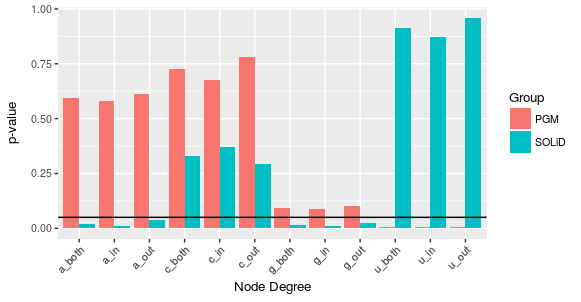 1.00
0.75
0.50
0.25
0.00
p-value
a_both
a_in
a_out
c_both
c_in
c_out
g_both
g_in
g_out
u_both
u_in
u_out
Node Degree
Group
PGM
SOLiD